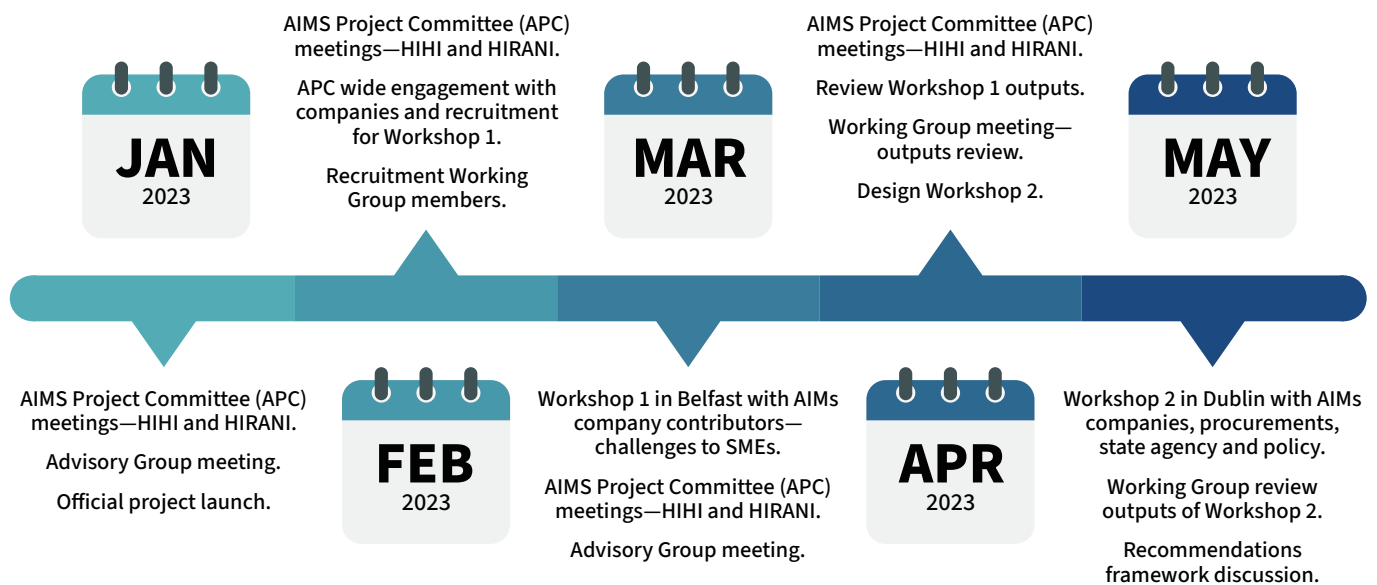 JAN
2023
AIMS Project Committee (APC)
meetings—HIHI and HIRANI.
Advisory Group meeting.
Official project launch.
AIMS Project Committee (APC)
meetings—HIHI and HIRANI.
APC wide engagement with
companies and recruitment
for Workshop 1.
Recruitment Working
Group members.
FEB
2023
MAR
2023
Workshop 1 in Belfast with AIMs
company contributors—
challenges to SMEs.
AIMS Project Committee (APC)
meetings—HIHI and HIRANI.
Advisory Group meeting.
AIMS Project Committee (APC)
meetings—HIHI and HIRANI.
Review Workshop 1 outputs.
Working Group meeting—
outputs review.
Design Workshop 2.
APR
2023
MAY
2023
Workshop 2 in Dublin with AIMs
companies, procurements,
state agency and policy.
Working Group review
outputs of Workshop 2.
Recommendations
framework discussion.